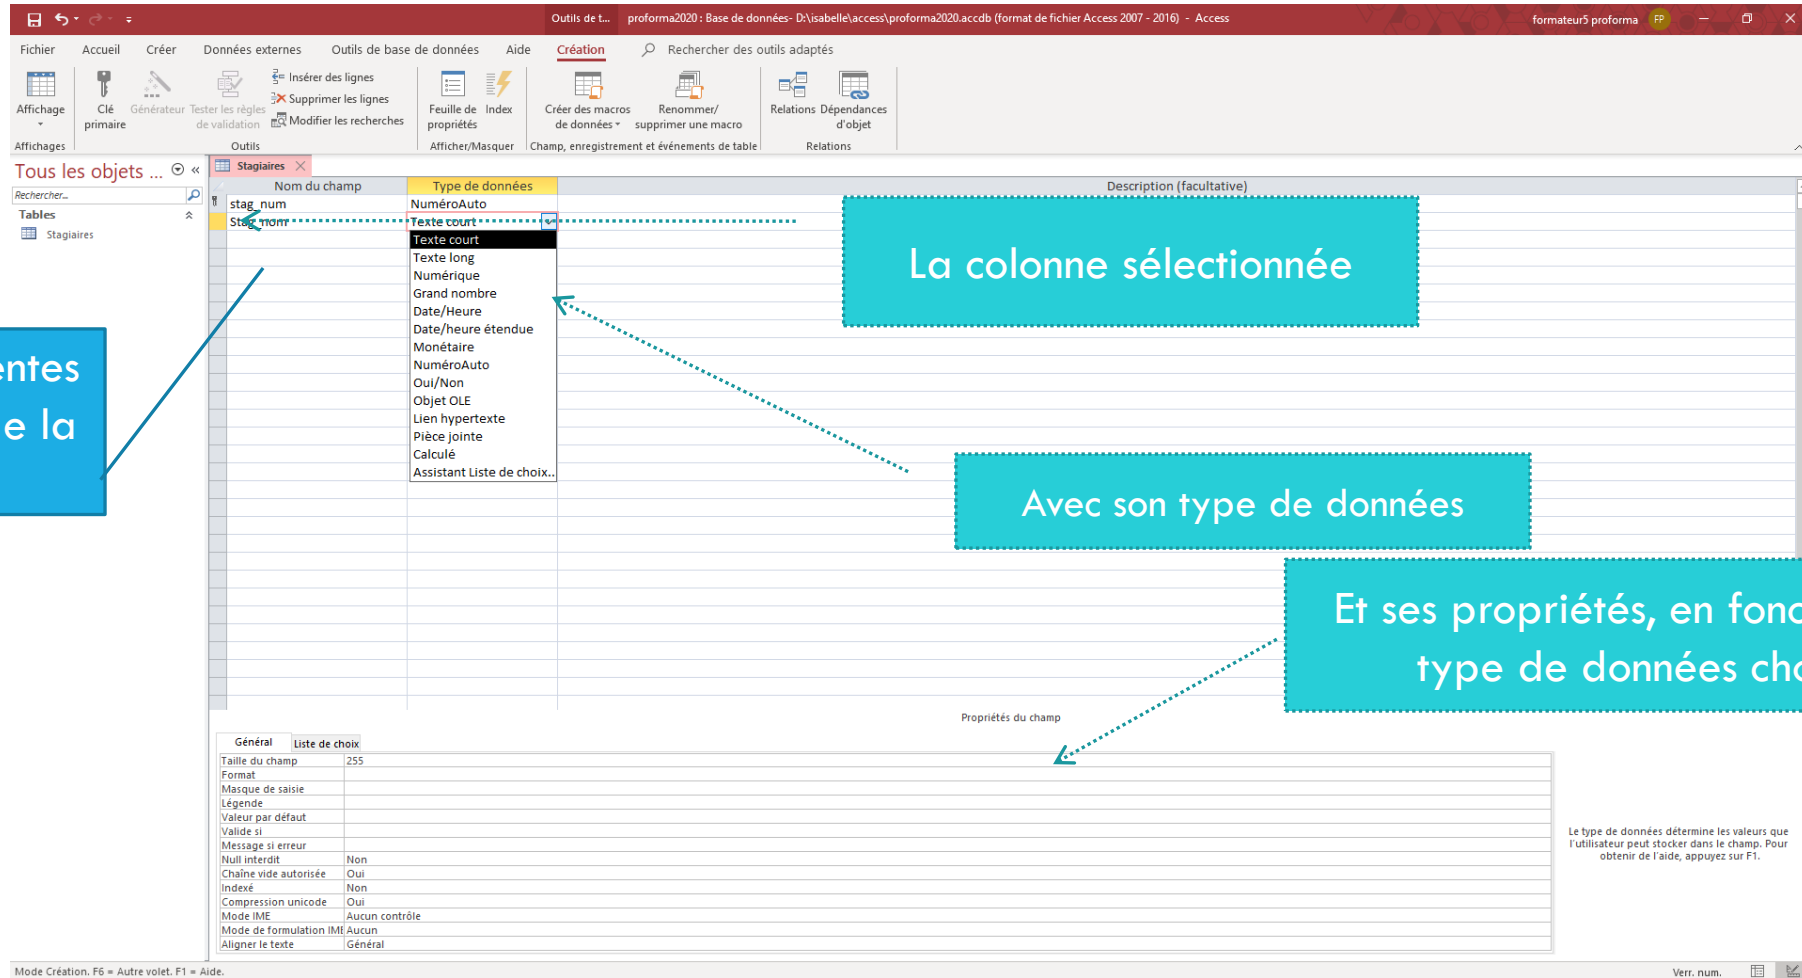 Outils de t... proforma2020 : Base de données- D:\isabelle\access\proforma2020.accdb (format de fichier Access 2007 - 2016) - Access formateur5 proforma FP
Fichier Accueil Créer Données externes Outils de base de données Aide Création Rechercher des outils adaptés
Affichage
Clé primaire
Générateur
Tester les règles de validation
Insérer des lignes
Supprimer les lignes
Modifier les recherches
Feuille de propriétés
Index
Créer des macros de données
Renommer/ supprimer une macro
Relations
Dépendances d'objet
Affichages Outils Afficher/Masquer Champ, enregistrement et événements de table Relations
Tous les objets ... «
Rechercher...
Tables
Stagiaires
Stagiaires
Nom du champ Type de données Description (facultative)
stag_num NuméroAuto
Stag_nom Texte court
Texte court
Texte long
Numérique
Grand nombre
Date/Heure
Date/heure étendue
Monétaire
NuméroAuto
Oui/Non
Objet OLE
Lien hypertexte
Pièce jointe
Calculé
Assistant Liste de choix..
La colonne sélectionnée
entes
e la
Avec son type de données
Et ses propriétés, en fonc
type de données cho
Propriétés du champ
Général Liste de choix
Taille du champ 255
Format
Masque de saisie
Légende
Valeur par défaut
Valide si
Message si erreur
Null interdit Non
Chaîne vide autorisée Oui
Indexé Non
Compression unicode Oui
Mode IME Aucun contrôle
Mode de formulation IME Aucun
Aligner le texte Général
Le type de données détermine les valeurs que
l'utilisateur peut stocker dans le champ. Pour
obtenir de l'aide, appuyez sur F1.
Mode Création. F6 = Autre volet. F1 = Aide. Verr. num.